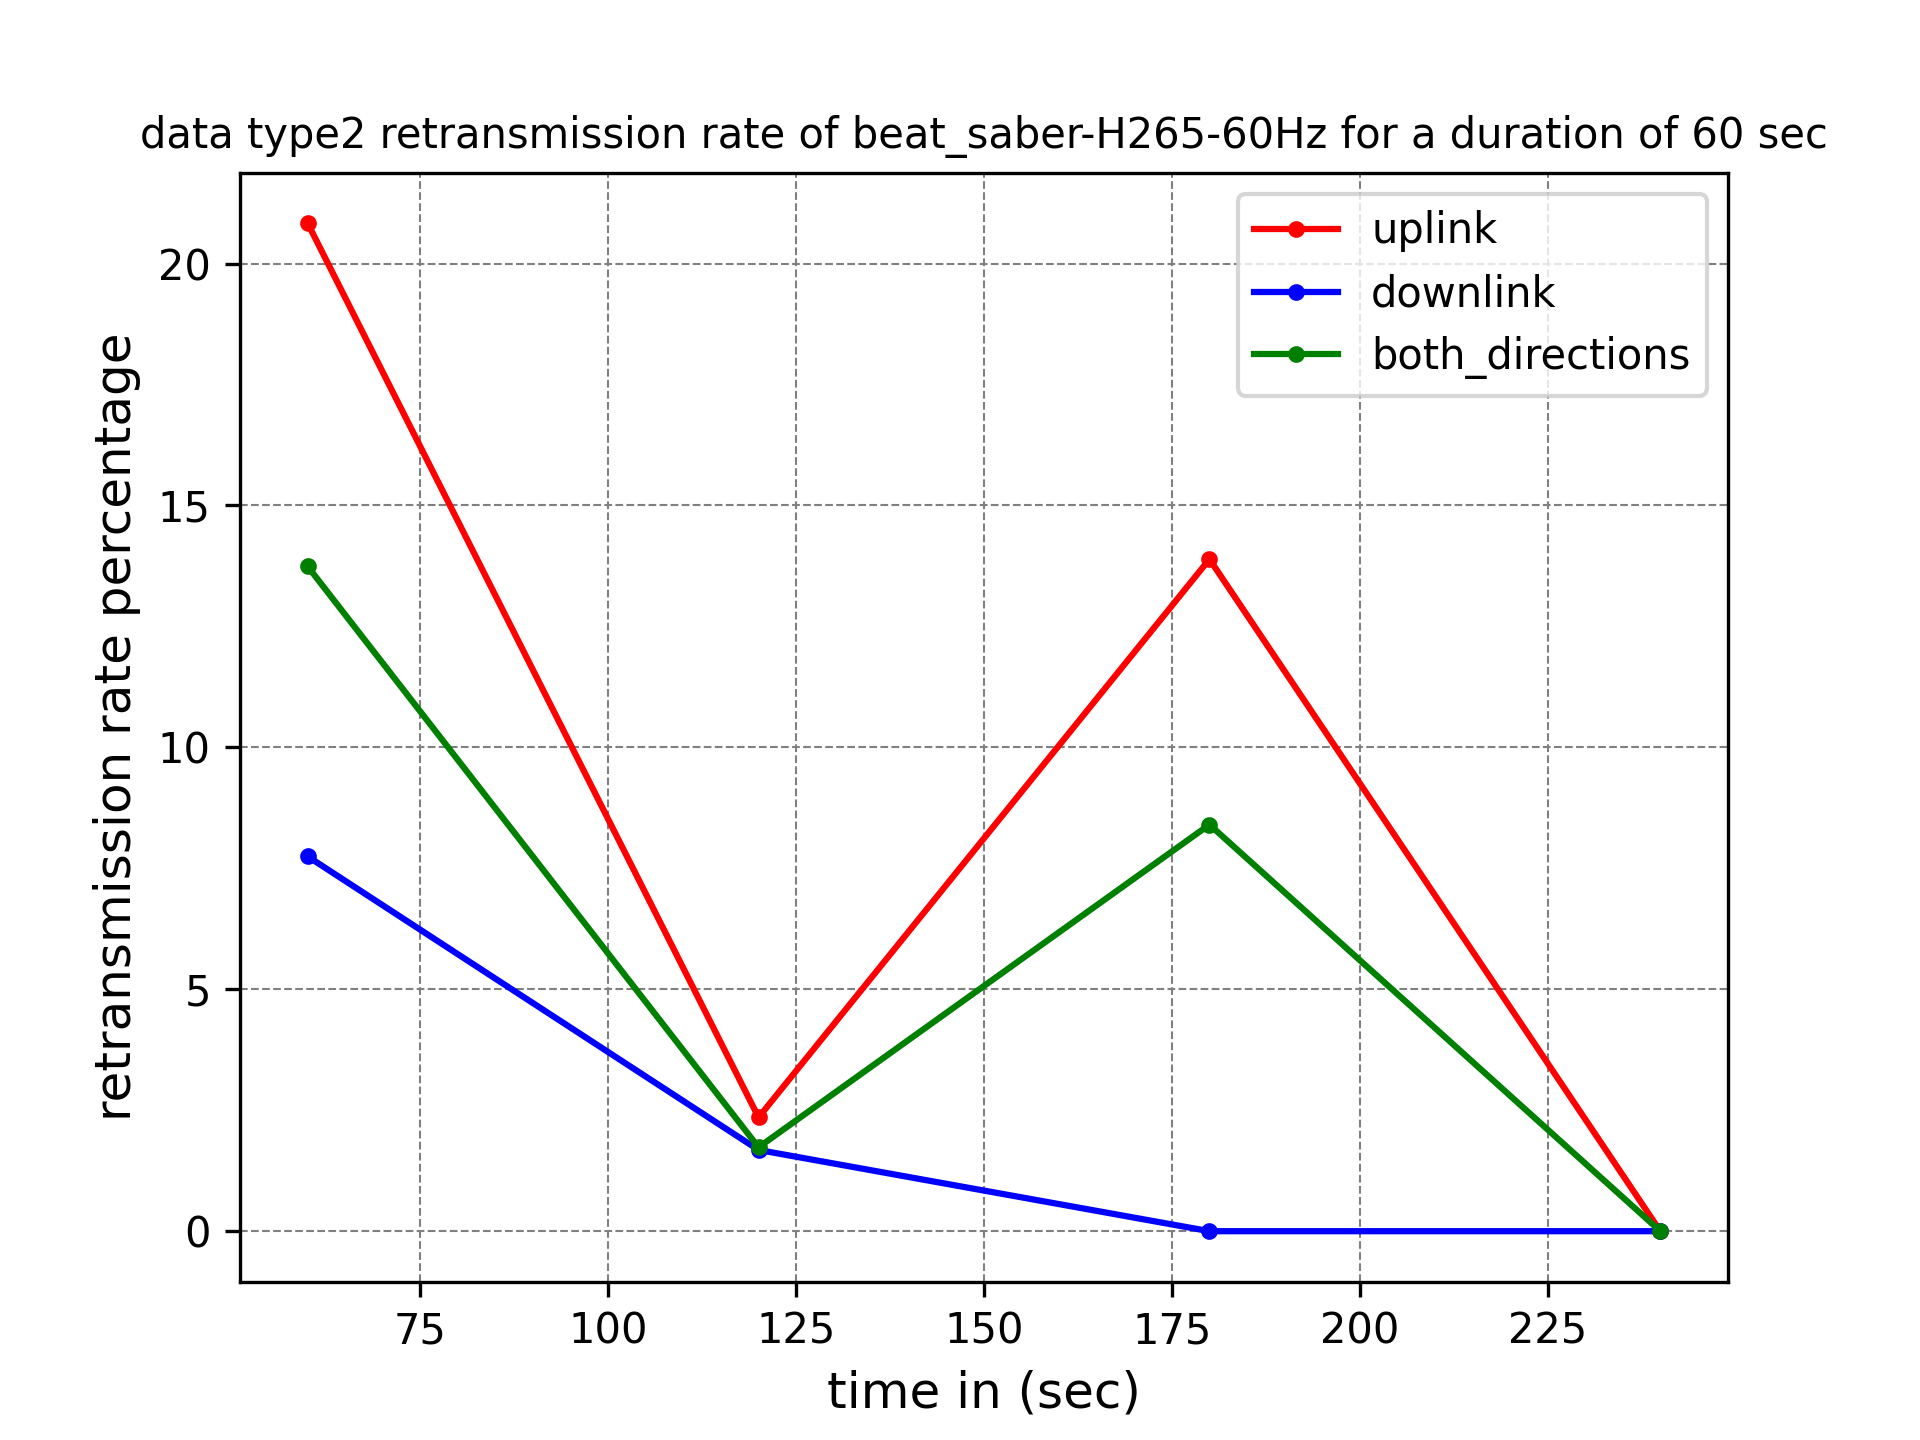 data type2 retransmission rate of beat_saber-H265-60Hz for a duration of 60 sec
uplink
downlink
both_directions
retransmission rate percentage
20
15
10
5
0
75 100 125 150 175 200 225
time in (sec)